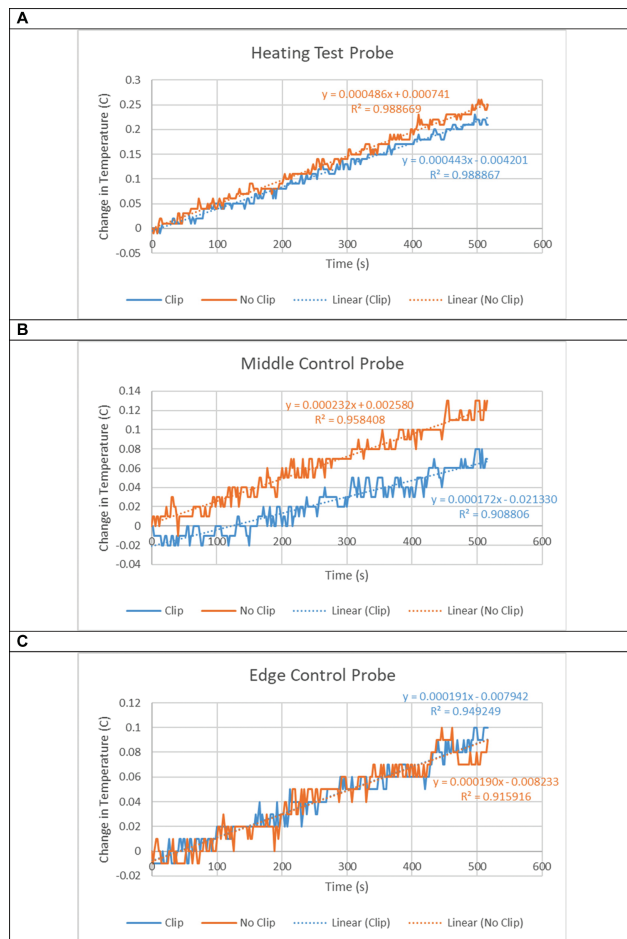 A
Heating Test Probe
Change in Temperature (C)
0.3
0.25
0.2
0.15
0.1
0.05
0
-0.05
y = 0.000486x + 0.000741
R² = 0.988669
y = 0.000443x - 0.004201
R² = 0.988867
0 100 200 300 400 500 600
Time (s)
Clip No Clip Linear (Clip) Linear (No Clip)
B
Middle Control Probe
Change in Temperature (C)
0.14
0.12
0.1
0.08
0.06
0.04
0.02
0
-0.02
-0.04
y = 0.000232x + 0.002580
R² = 0.958408
y = 0.000172x - 0.021330
R² = 0.908806
0 100 200 300 400 500 600
Time (s)
Clip No Clip Linear (Clip) Linear (No Clip)
C
Edge Control Probe
Change in Temperature (C)
0.12
0.1
0.08
0.06
0.04
0.02
0
-0.02
y = 0.000191x - 0.007942
R² = 0.949249
y = 0.000190x - 0.008233
R² = 0.915916
0 100 200 300 400 500 600
Time (s)
Clip No Clip Linear (Clip) Linear (No Clip)